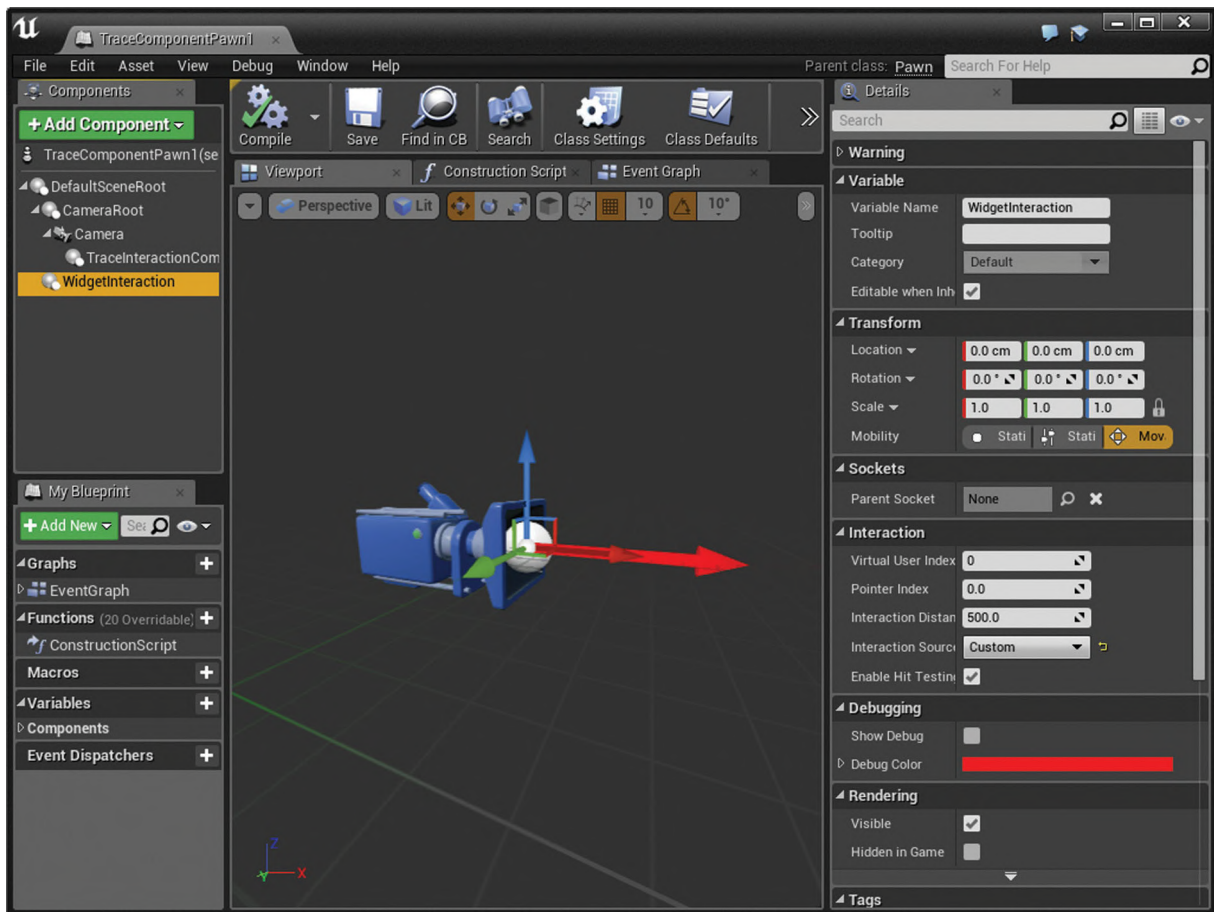 TraceComponentPawn1
File Edit Asset View Debug Window Help
Parent class: Pawn
Search For Help
Components
+ Add Component
TraceComponentPawn1(se
DefaultSceneRoot
CameraRoot
Camera
TraceInteractionCom
WidgetInteraction
My Blueprint
+ Add New
Graphs
EventGraph
Functions (20 Overridable)
ConstructionScript
Macros
Variables
Components
Event Dispatchers
Compile Save Find in CB Search Class Settings Class Defaults
Viewport Construction Script Event Graph
Perspective Lit 10 10°
Z
X
Y
Details
Search
Warning
Variable
Variable Name WidgetInteraction
Tooltip
Category Default
Editable when Inh
Transform
Location 0.0 cm 0.0 cm 0.0 cm
Rotation 0.0 ° 0.0 ° 0.0 °
Scale 1.0 1.0 1.0
Mobility Stati Stati Mov
Sockets
Parent Socket None
Interaction
Virtual User Index 0
Pointer Index 0.0
Interaction Distan 500.0
Interaction Source Custom
Enable Hit Testing
Debugging
Show Debug
Debug Color
Rendering
Visible
Hidden in Game
Tags